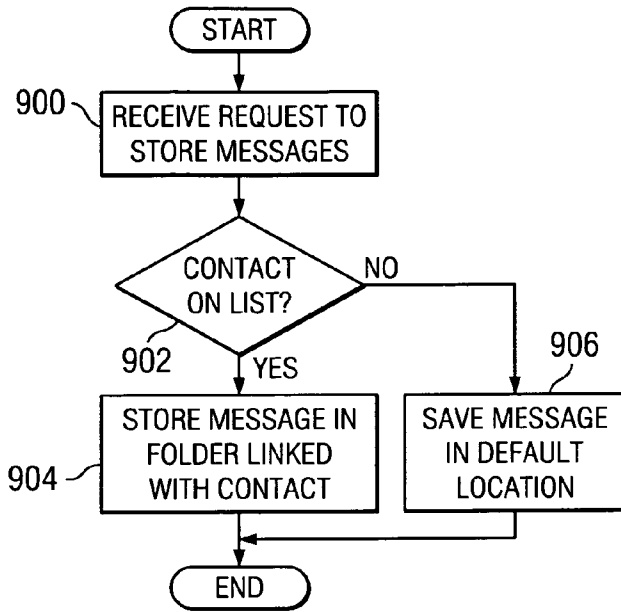 START
900
RECEIVE REQUEST TO
STORE MESSAGES
CONTACT
ON LIST?
NO
902
YES
906
STORE MESSAGE IN
FOLDER LINKED
WITH CONTACT
904
SAVE MESSAGE
IN DEFAULT
LOCATION
END